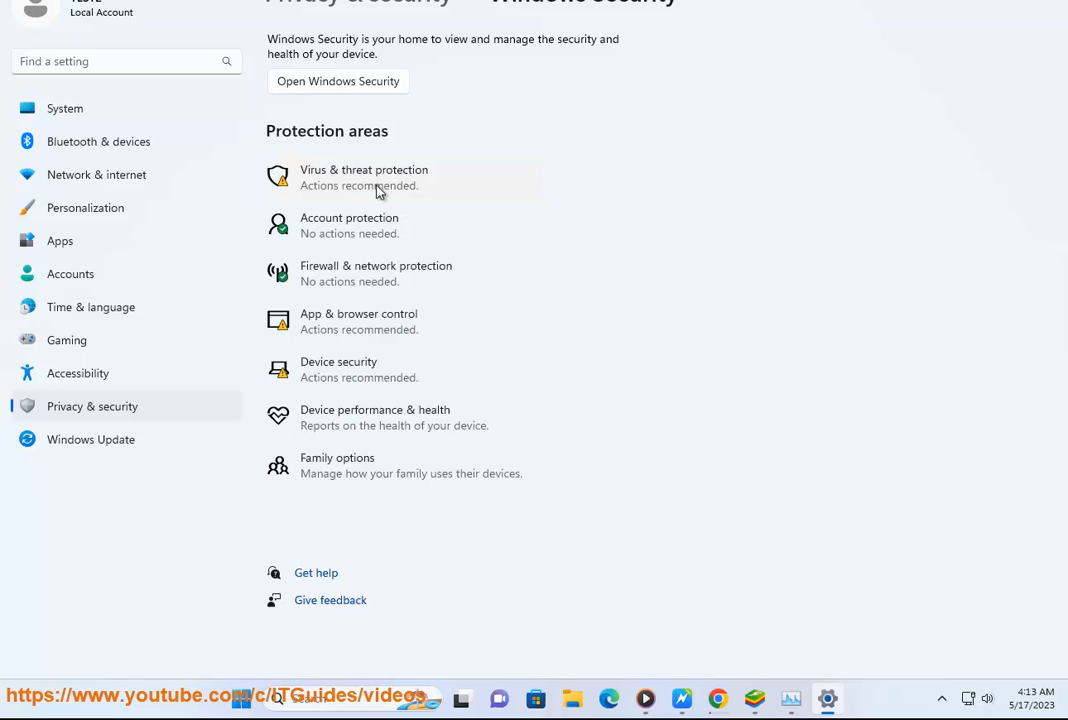 Local Account
Privacy & security Windows Security
Windows Security is your home to view and manage the security and
health of your device.
Find a setting
Open Windows Security
System
Bluetooth & devices
Network & internet
Personalization
Apps
Accounts
Time & language
Gaming
Accessibility
Privacy & security
Windows Update
Protection areas
Virus & threat protection
Actions recommended.
Account protection
No actions needed.
Firewall & network protection
No actions needed.
App & browser control
Actions recommended.
Device security
Actions recommended.
Device performance & health
Reports on the health of your device.
Family options
Manage how your family uses their devices.
Get help
Give feedback
https://www.youtube.com/c/ITGuides/videos
4:13 AM
5/17/2023